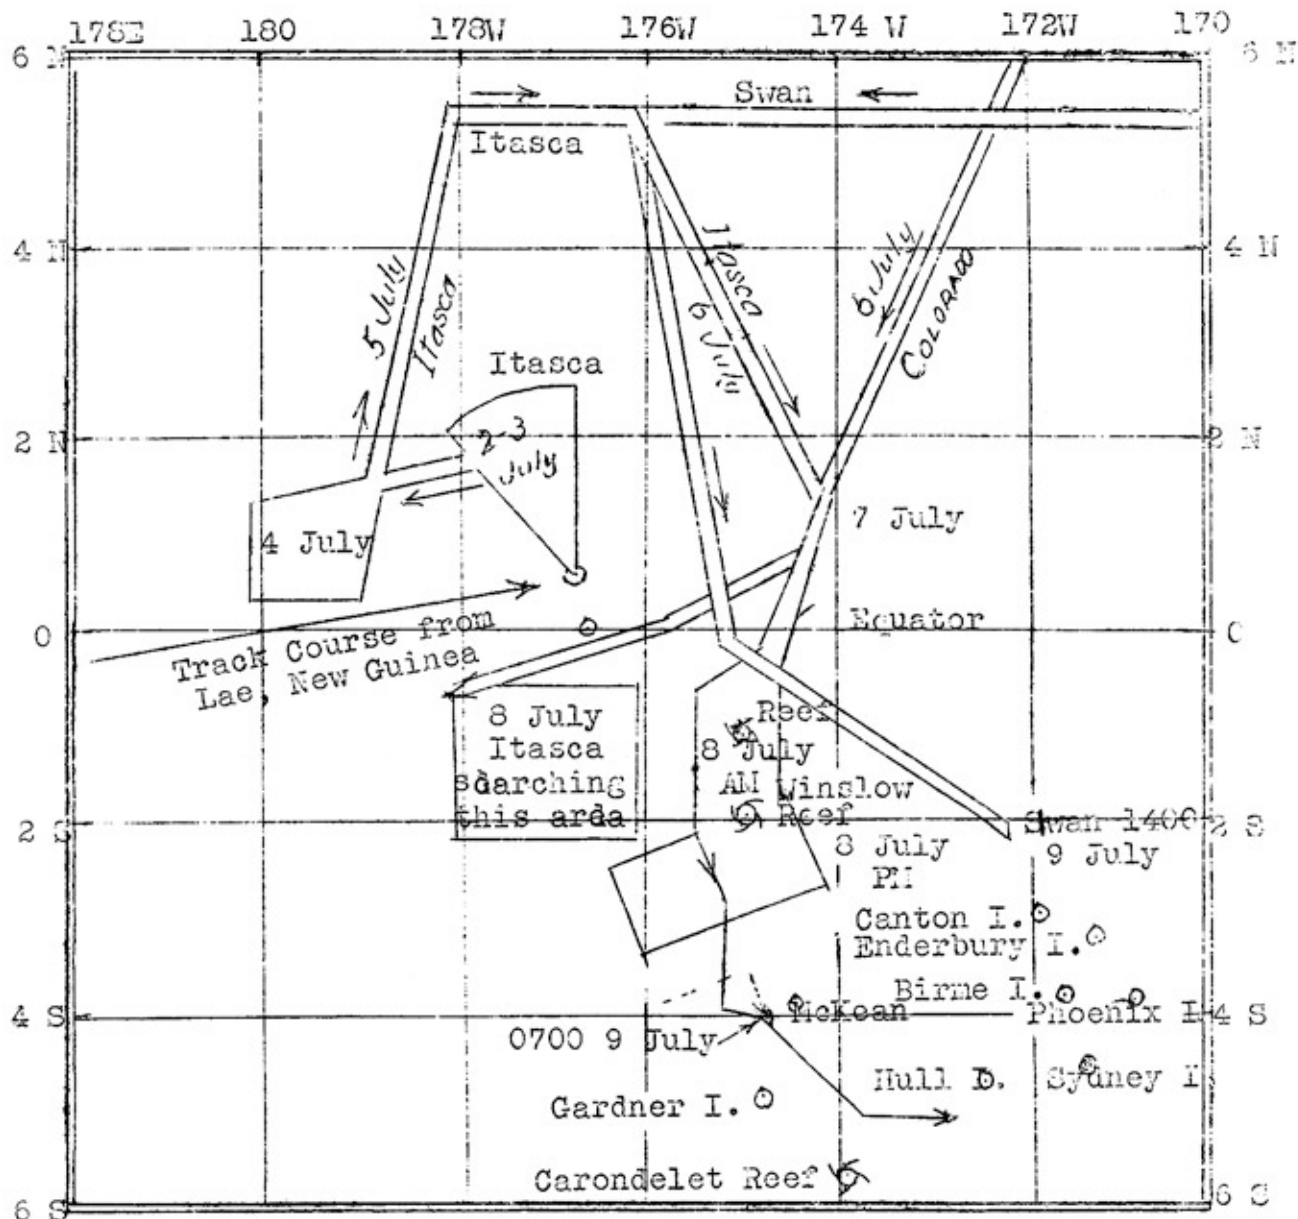 178E 180 178W 176W 174 W 172W 170
6 N 6 N
Swan
Itasca
4 N 4 N
5 July
Itasca
Itasca
6 July
6 July
COLORADO
Itasca
2 N 2 N
2-3
July
7 July
4 July
0 Equator 0
Track Course from
Lae, New Guinea
8 July
Itasca
sdarching
this arda
Reef
8 July
AM Winslow
Reef
2 S Swan 1400 2 S
8 July 9 July
PM
Canton I.
Enderbury I.
Birme I.
4 S McKean Phoenix I 4 S
0700 9 July
Hull I. Sydney I
Gardner I.
Carondelet Reef
6 S 6 S